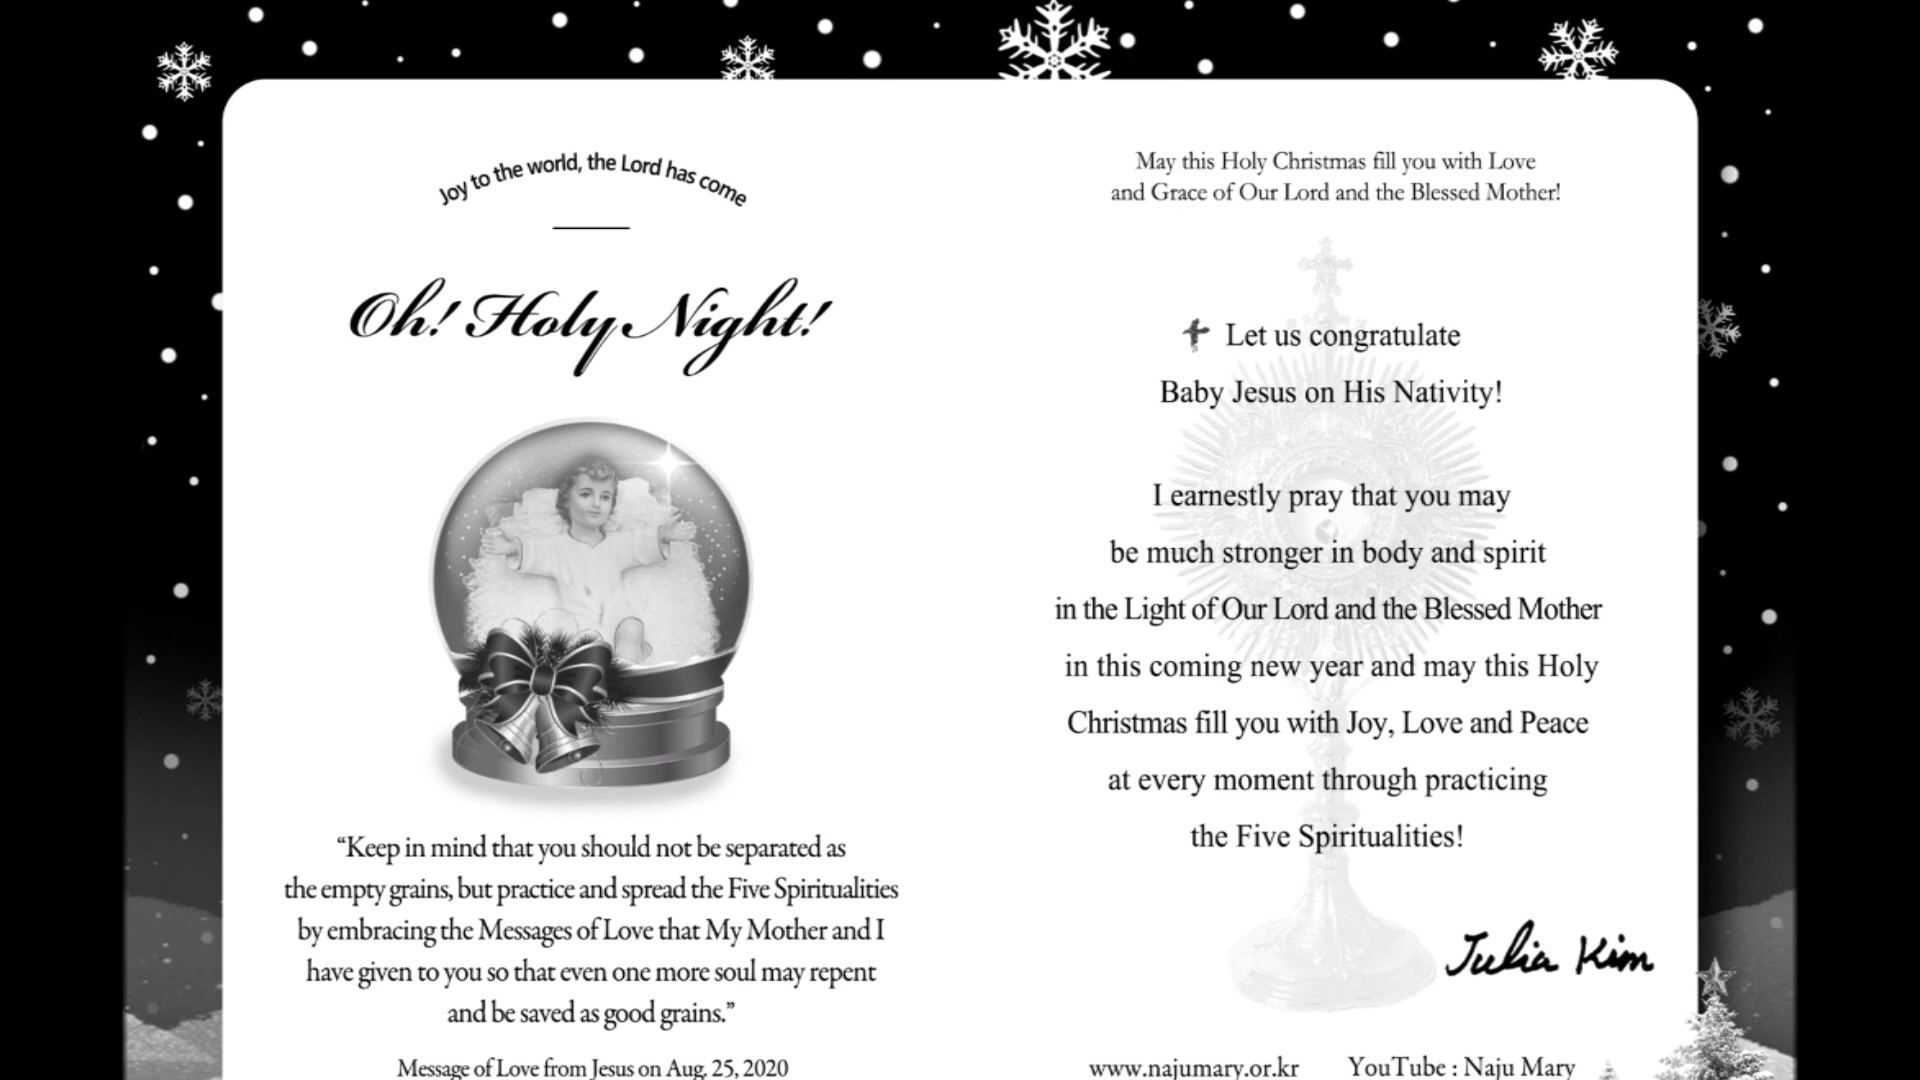 Joy to the world, the Lord has come
Oh! Holy Night!
“Keep in mind that you should not be separated as
the empty grains, but practice and spread the Five Spiritualities
by embracing the Messages of Love that My Mother and I
have given to you so that even one more soul may repent
and be saved as good grains.”
Message of Love from Jesus on Aug. 25, 2020
May this Holy Christmas fill you with Love
and Grace of Our Lord and the Blessed Mother!
Let us congratulate
Baby Jesus on His Nativity!
I earnestly pray that you may
be much stronger in body and spirit
in the Light of Our Lord and the Blessed Mother
in this coming new year and may this Holy
Christmas fill you with Joy, Love and Peace
at every moment through practicing
the Five Spiritualities!
Julia Kim
www.najumary.or.kr YouTube : Naju Mary